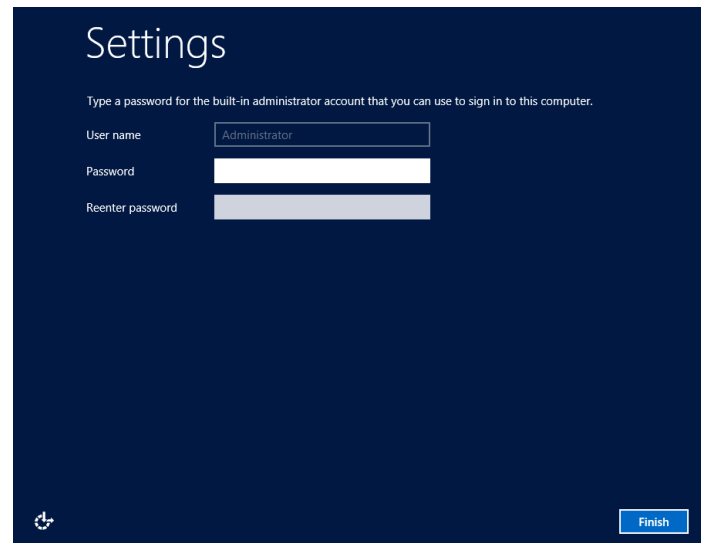 Settings
Type a password for the built-in administrator account that you can use to sign in to this computer.
User name
Administrator
Password
Reenter password
Finish